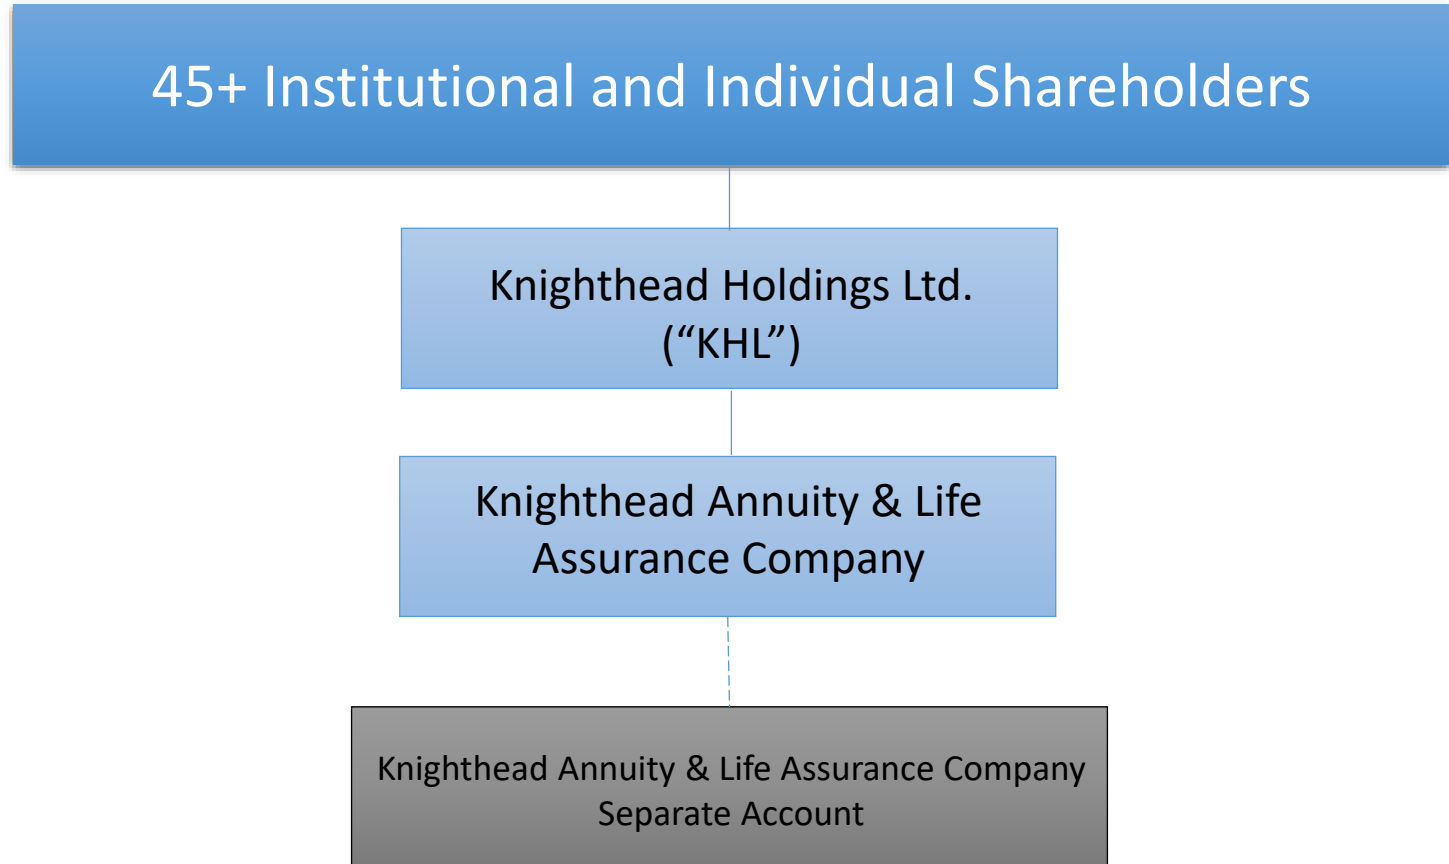 45+ Institutional and Individual Shareholders
Knighthead Holdings Ltd.
(“KHL”)
Knighthead Annuity & Life
Assurance Company
Knighthead Annuity & Life Assurance Company
Separate Account